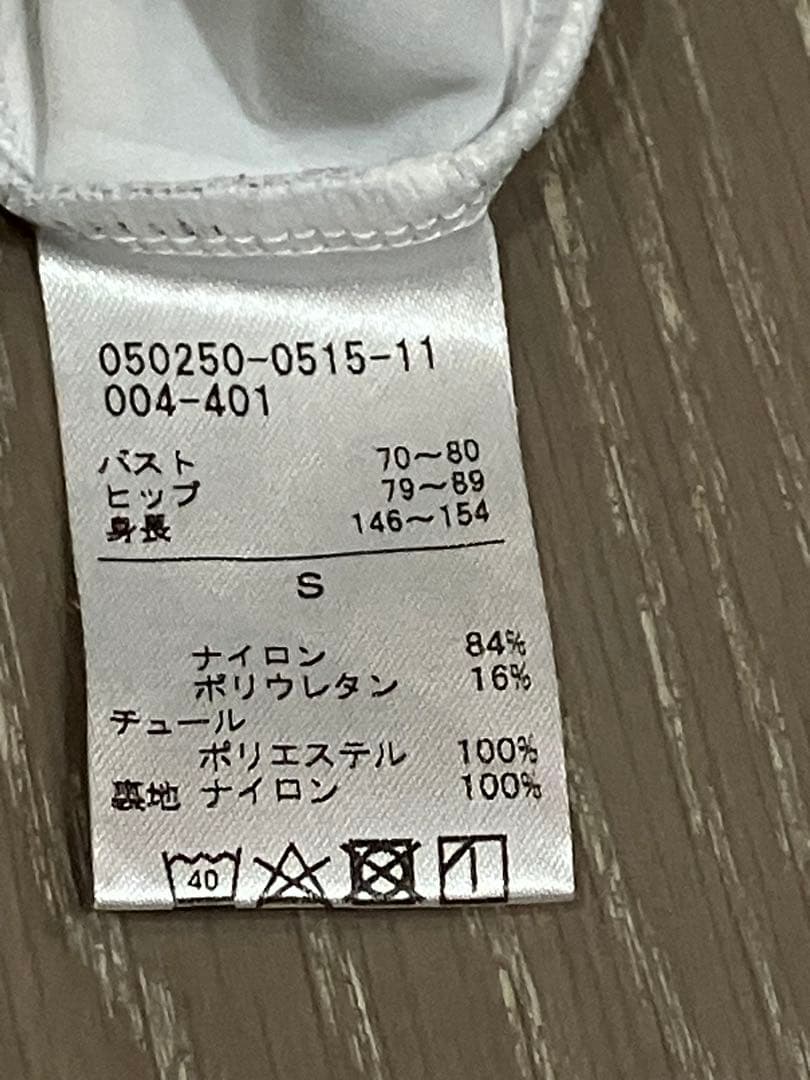 050250-0515-11
004-401
バスト 70～80
ヒップ 79～89
身長 146～154
S
ナイロン 84%
ポリウレタン 16%
チュール
ポリエステル 100%
裏地 ナイロン 100%
40